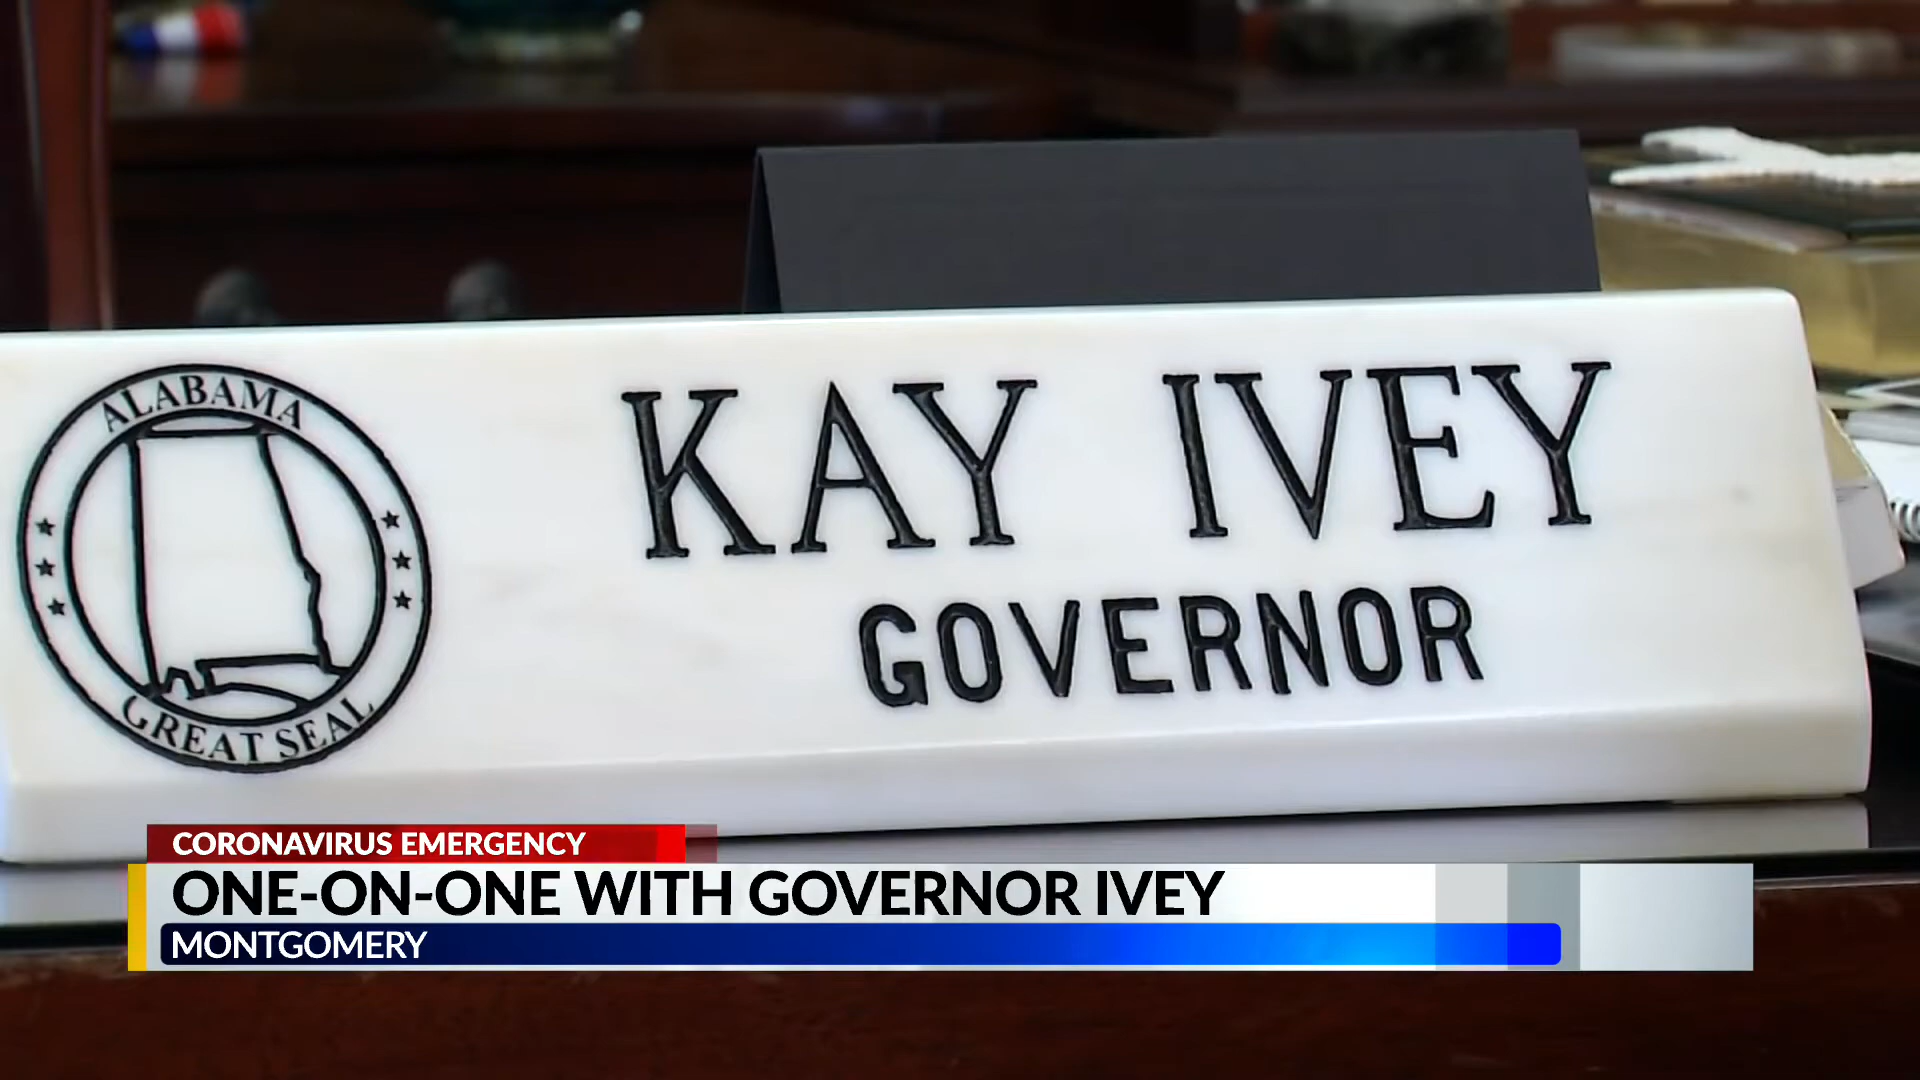 ALABAMA
GREAT SEAL
KAY IVEY
GOVERNOR
CORONAVIRUS EMERGENCY
ONE-ON-ONE WITH GOVERNOR IVEY
MONTGOMERY